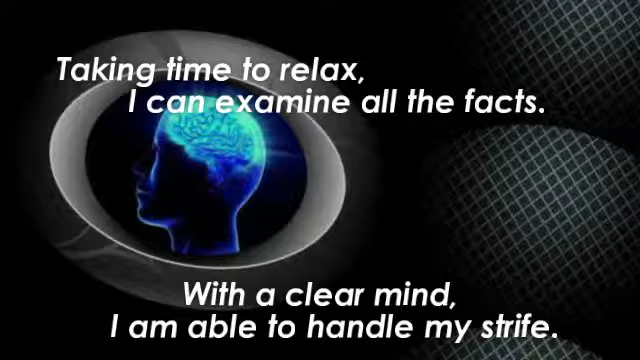 Taking time to relax,
I can examine all the facts.
With a clear mind,
I am able to handle my strife.